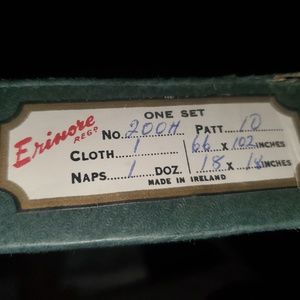 Erinore
REGD
ONE SET
No. 200H PATT. 10
CLOTH 1 66 x 102 INCHES
NAPS. 1 DOZ. 18 x 18 INCHES
MADE IN IRELAND